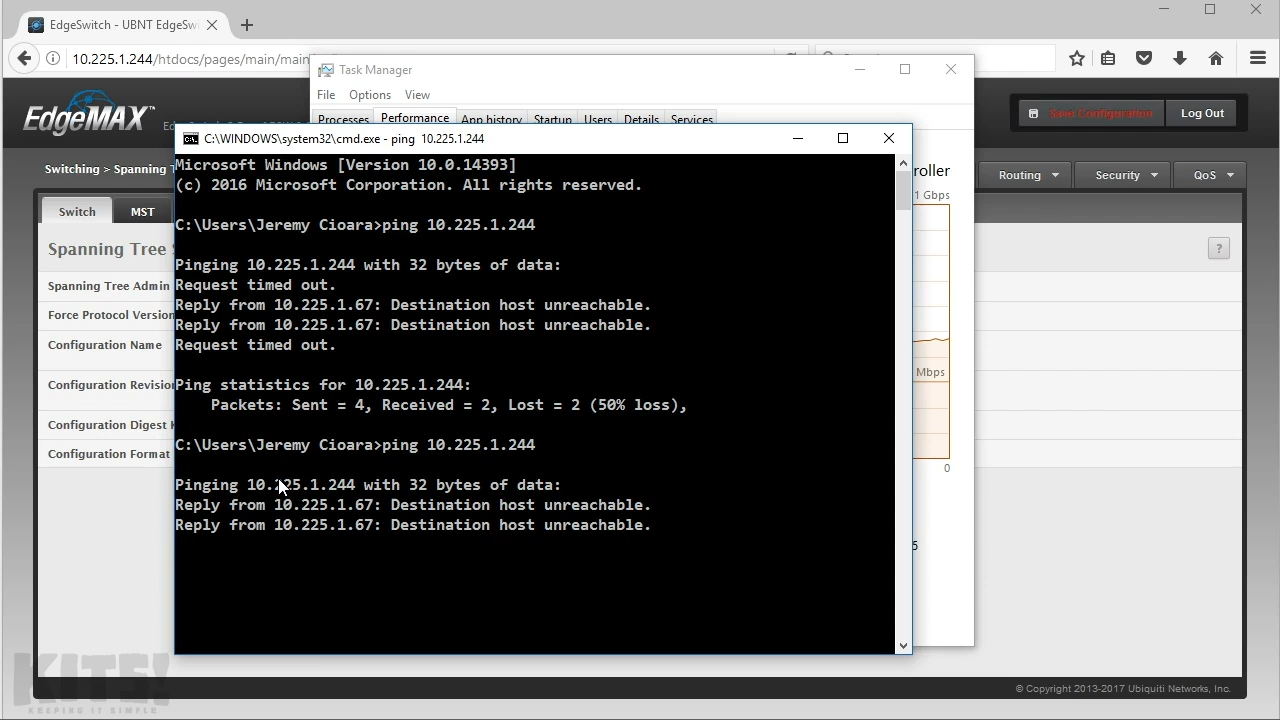 EdgeSwitch - UBNT EdgeSw
10.225.1.244/htdocs/pages/main/main
Task Manager
File Options View
Processes Performance App history Startup Users Details Services
EdgeMAX™
Save Configuration Log Out
Switching > Spanning T
Routing Security QoS
Switch MST
Spanning Tree S
?
Spanning Tree Admin
Force Protocol Version
Configuration Name
Configuration Revisio
Configuration Digest K
Configuration Format
roller
1 Gbps
Mbps
0
5
C:\WINDOWS\system32\cmd.exe - ping 10.225.1.244
Microsoft Windows [Version 10.0.14393]
(c) 2016 Microsoft Corporation. All rights reserved.
C:\Users\Jeremy Cioara>ping 10.225.1.244
Pinging 10.225.1.244 with 32 bytes of data:
Request timed out.
Reply from 10.225.1.67: Destination host unreachable.
Reply from 10.225.1.67: Destination host unreachable.
Request timed out.
Ping statistics for 10.225.1.244:
Packets: Sent = 4, Received = 2, Lost = 2 (50% loss),
C:\Users\Jeremy Cioara>ping 10.225.1.244
Pinging 10.225.1.244 with 32 bytes of data:
Reply from 10.225.1.67: Destination host unreachable.
Reply from 10.225.1.67: Destination host unreachable.
KITS!
KEEPING IT SIMPLE
© Copyright 2013-2017 Ubiquiti Networks, Inc.